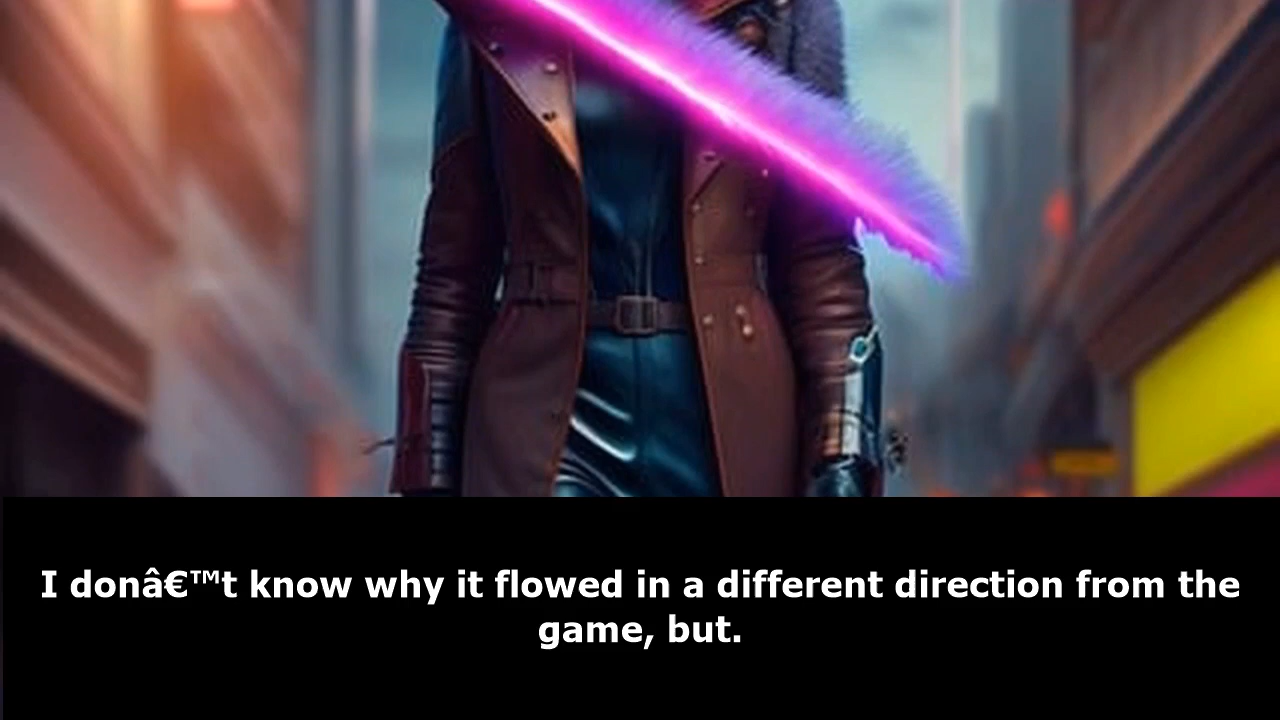 I donâ€™t know why it flowed in a different direction from the
game, but.